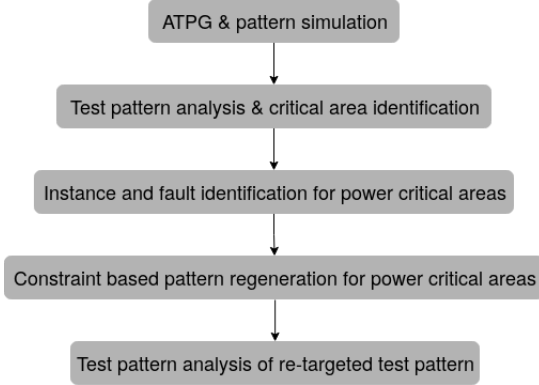 ATPG & pattern simulation
Test pattern analysis & critical area identification
Instance and fault identification for power critical areas
Constraint based pattern regeneration for power critical areas
Test pattern analysis of re-targeted test pattern